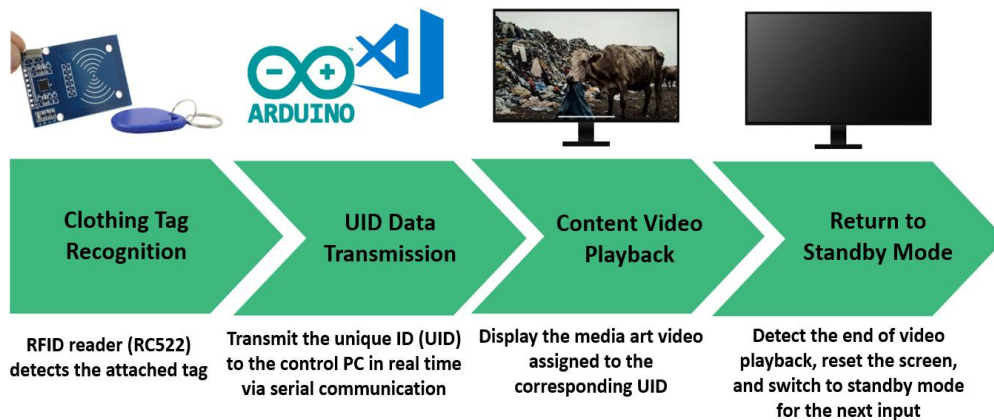 ARDUINO
Clothing Tag
Recognition
UID Data
Transmission
Content Video
Playback
Return to
Standby Mode
RFID reader (RC522)
detects the attached tag
Transmit the unique ID (UID)
to the control PC in real time
via serial communication
Display the media art video
assigned to the
corresponding UID
Detect the end of video
playback, reset the screen,
and switch to standby mode
for the next input